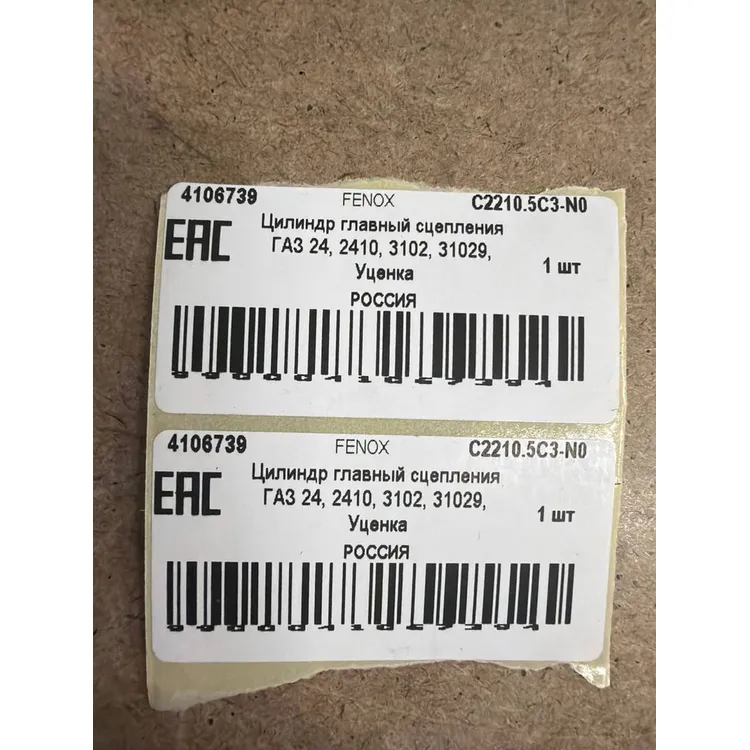 4106739 FENOX C2210.5C3-N0
EAC
Цилиндр главный сцепления
ГАЗ 24, 2410, 3102, 31029,
Уценка
1 шт
РОССИЯ
4106739 FENOX C2210.5C3-N0
EAC
Цилиндр главный сцепления
ГАЗ 24, 2410, 3102, 31029,
Уценка
1 шт
РОССИЯ